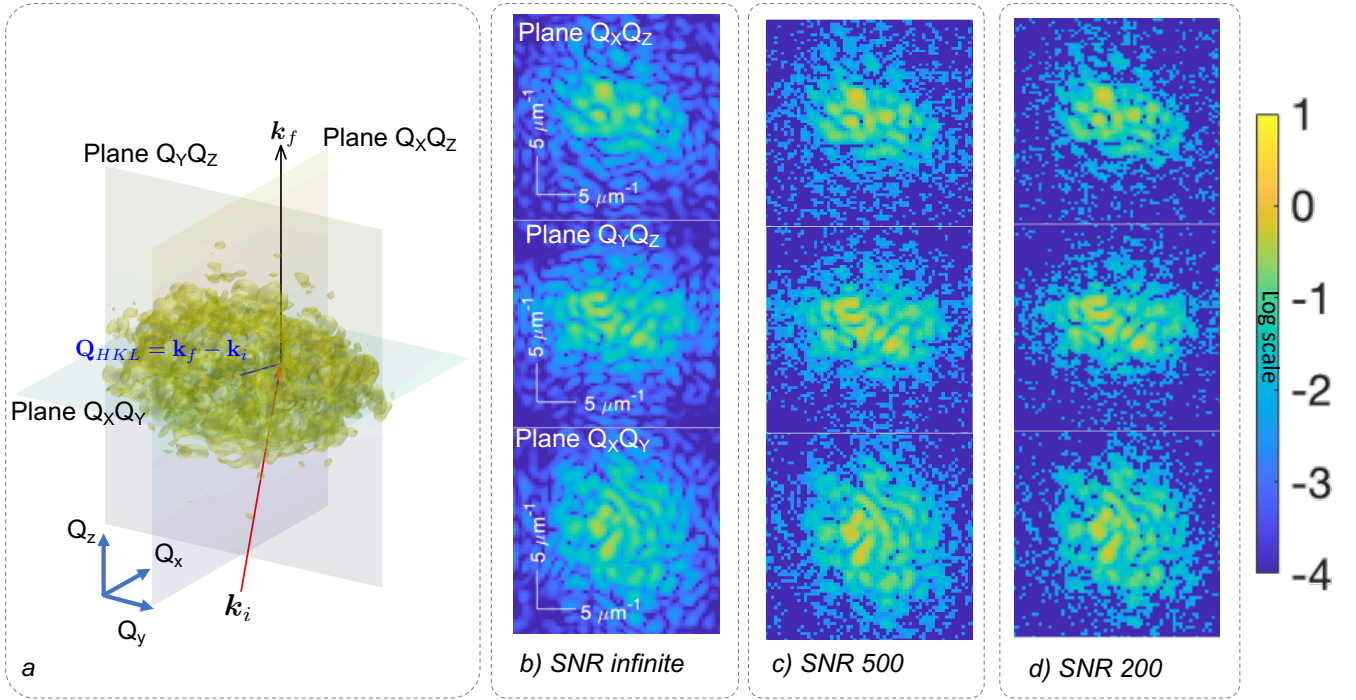 k_f
Plane Q_YQ_Z
Plane Q_XQ_Z
Q_{HKL} = k_f − k_i
Plane Q_XQ_Y
Q_z
Q_x
Q_y
k_i
a
Plane Q_XQ_Z
5 μm⁻¹
5 μm⁻¹
Plane Q_YQ_Z
5 μm⁻¹
5 μm⁻¹
Plane Q_XQ_Y
5 μm⁻¹
5 μm⁻¹
b) SNR infinite
c) SNR 500
d) SNR 200
1
0
-1
-2
-3
-4
Log scale